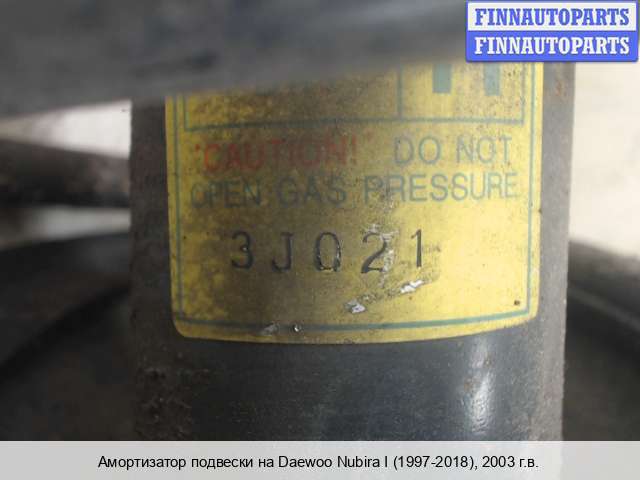 FINNAUTOPARTS
FINNAUTOPARTS
"CAUTION!" DO NOT
OPEN GAS PRESSURE
3J021
Амортизатор подвески на Daewoo Nubira I (1997-2018), 2003 г.в.